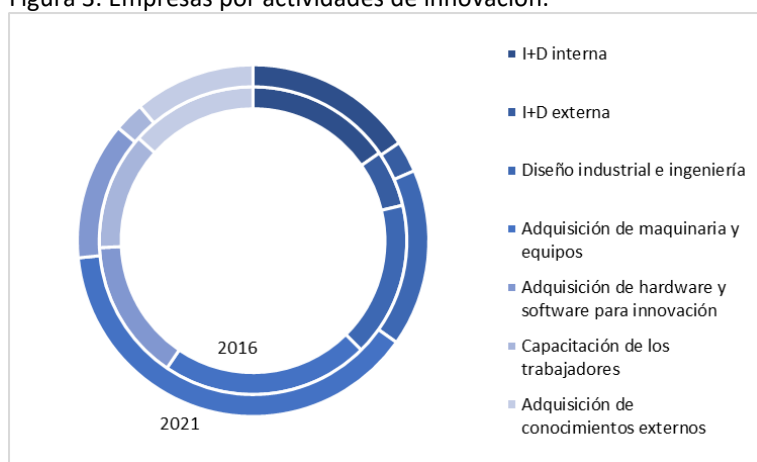 Figura 3. Empresas por actividades de innovación.
I+D interna
I+D externa
Diseño industrial e ingeniería
Adquisición de maquinaria y
equipos
Adquisición de hardware y
software para innovación
Capacitación de los
trabajadores
Adquisición de
conocimientos externos
2016
2021